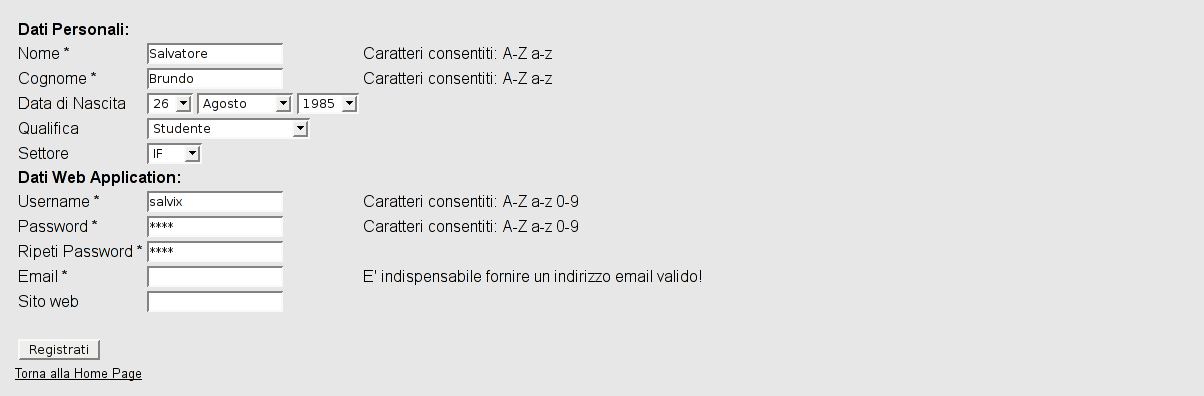 Dati Personali:
Nome * Salvatore Caratteri consentiti: A-Z a-z
Cognome * Brundo Caratteri consentiti: A-Z a-z
Data di Nascita 26 Agosto 1985
Qualifica Studente
Settore IF
Dati Web Application:
Username * salvix Caratteri consentiti: A-Z a-z 0-9
Password * **** Caratteri consentiti: A-Z a-z 0-9
Ripeti Password * ****
Email * E' indispensabile fornire un indirizzo email valido!
Sito web
Registrati
Torna alla Home Page